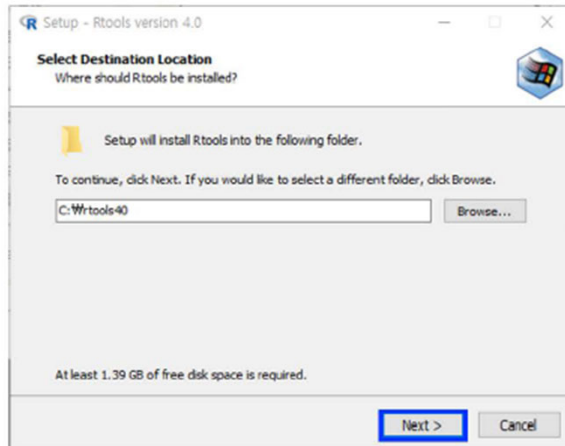 Setup - Rtools version 4.0
Select Destination Location
Where should Rtools be installed?
Setup will install Rtools into the following folder.
To continue, click Next. If you would like to select a different folder, click Browse.
C:₩rtools40
Browse...
At least 1.39 GB of free disk space is required.
Next >
Cancel